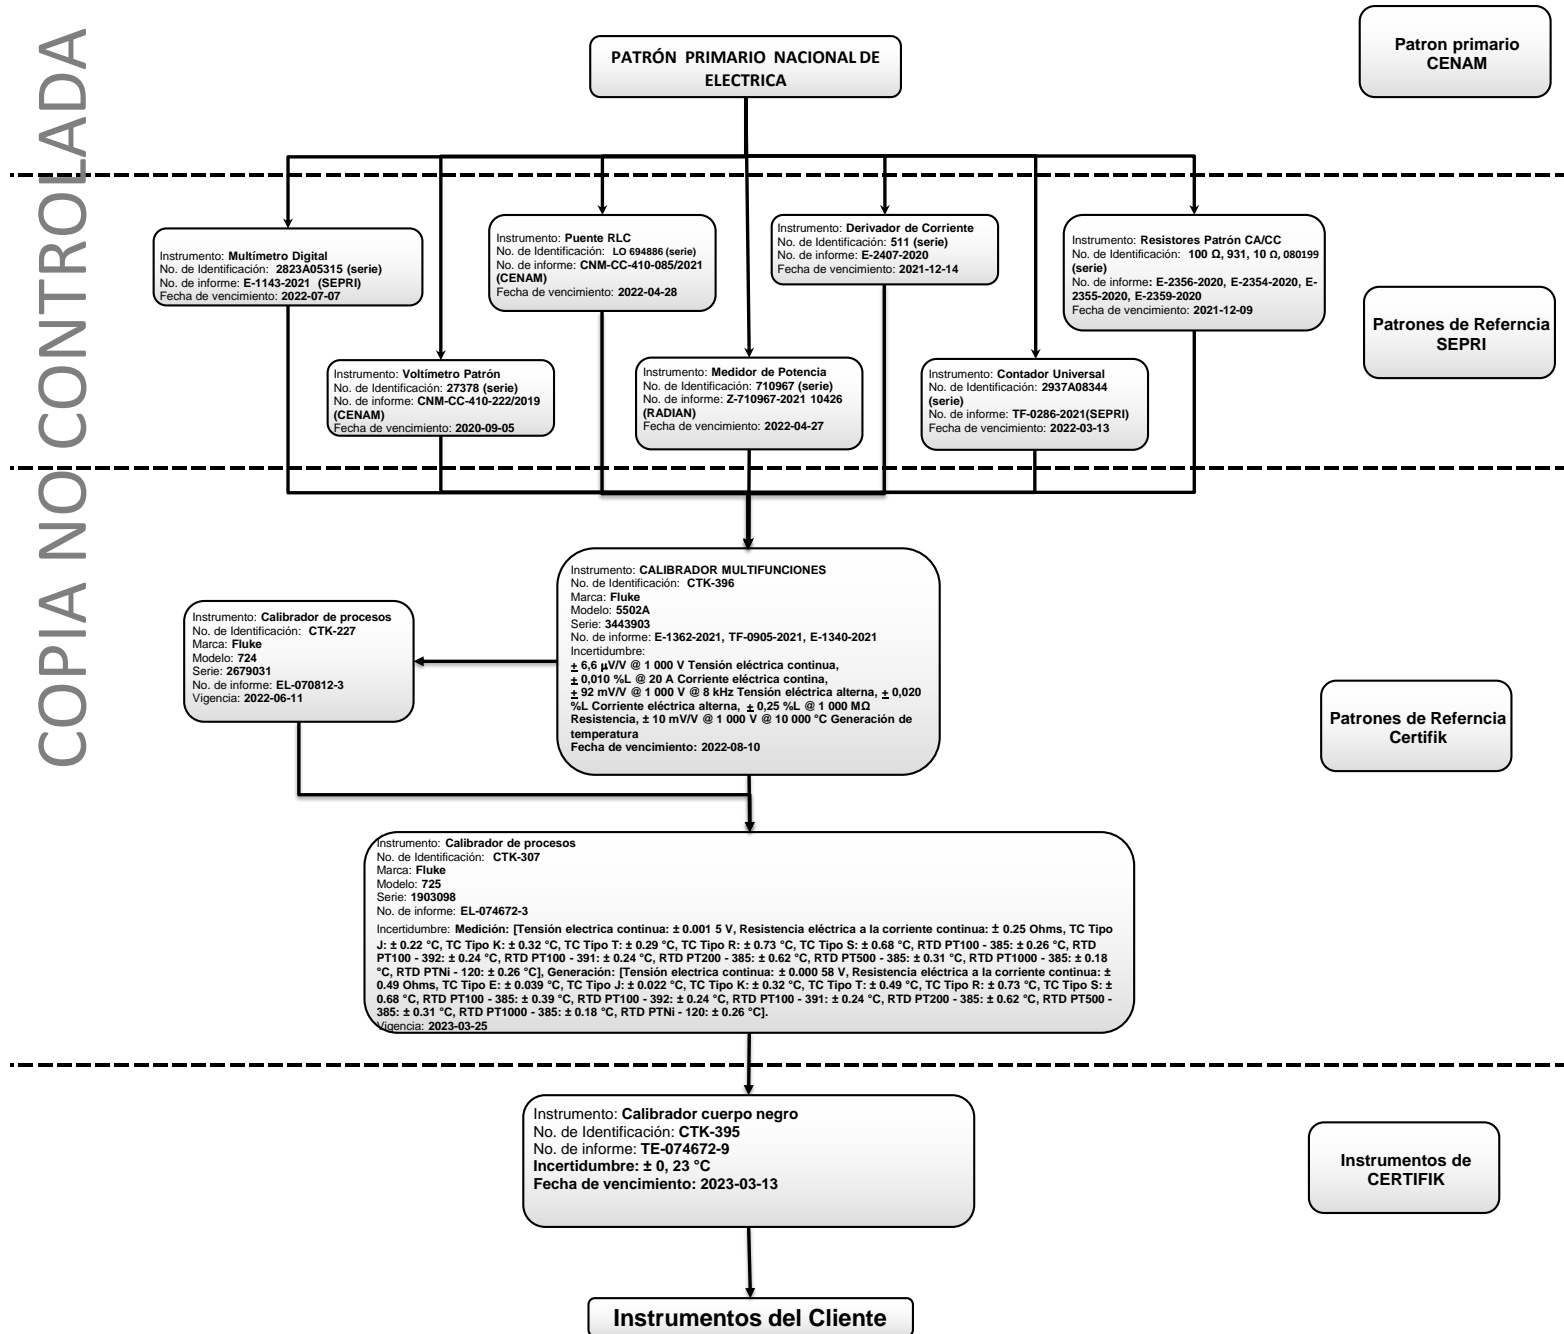 COPIA NO CONTROLADA
PATRÓN PRIMARIO NACIONAL DE
ELECTRICA
Patron primario
CENAM
Instrumento: Multímetro Digital
No. de Identificación: 2823A05315 (serie)
No. de informe: E-1143-2021 (SEPRI)
Fecha de vencimiento: 2022-07-07
Instrumento: Puente RLC
No. de Identificación: LO 694886 (serie)
No. de informe: CNM-CC-410-085/2021
(CENAM)
Fecha de vencimiento: 2022-04-28
Instrumento: Derivador de Corriente
No. de Identificación: 511 (serie)
No. de informe: E-2407-2020
Fecha de vencimiento: 2021-12-14
Instrumento: Resistores Patrón CA/CC
No. de Identificación: 100 Ω, 931, 10 Ω, 080199
(serie)
No. de informe: E-2356-2020, E-2354-2020, E-
2355-2020, E-2359-2020
Fecha de vencimiento: 2021-12-09
Patrones de Referncia
SEPRI
Instrumento: Voltímetro Patrón
No. de Identificación: 27378 (serie)
No. de informe: CNM-CC-410-222/2019
(CENAM)
Fecha de vencimiento: 2020-09-05
Instrumento: Medidor de Potencia
No. de Identificación: 710967 (serie)
No. de informe: Z-710967-2021 10426
(RADIAN)
Fecha de vencimiento: 2022-04-27
Instrumento: Contador Universal
No. de Identificación: 2937A08344
(serie)
No. de informe: TF-0286-2021(SEPRI)
Fecha de vencimiento: 2022-03-13
Instrumento: CALIBRADOR MULTIFUNCIONES
No. de Identificación: CTK-396
Marca: Fluke
Modelo: 5502A
Serie: 3443903
No. de informe: E-1362-2021, TF-0905-2021, E-1340-2021
Incertidumbre:
± 6,6 µV/V @ 1 000 V Tensión eléctrica continua,
± 0,010 %L @ 20 A Corriente eléctrica contina,
± 92 mV/V @ 1 000 V @ 8 kHz Tensión eléctrica alterna, ± 0,020
%L Corriente eléctrica alterna, ± 0,25 %L @ 1 000 MΩ
Resistencia, ± 10 mV/V @ 1 000 V @ 10 000 °C Generación de
temperatura
Fecha de vencimiento: 2022-08-10
Instrumento: Calibrador de procesos
No. de Identificación: CTK-227
Marca: Fluke
Modelo: 724
Serie: 2679031
No. de informe: EL-070812-3
Vigencia: 2022-06-11
Patrones de Referncia
Certifik
Instrumento: Calibrador de procesos
No. de Identificación: CTK-307
Marca: Fluke
Modelo: 725
Serie: 1903098
No. de informe: EL-074672-3
Incertidumbre: Medición: [Tensión electrica continua: ± 0.001 5 V, Resistencia eléctrica a la corriente continua: ± 0.25 Ohms, TC Tipo
J: ± 0.22 °C, TC Tipo K: ± 0.32 °C, TC Tipo T: ± 0.29 °C, TC Tipo R: ± 0.73 °C, TC Tipo S: ± 0.68 °C, RTD PT100 - 385: ± 0.26 °C, RTD
PT100 - 392: ± 0.24 °C, RTD PT100 - 391: ± 0.24 °C, RTD PT200 - 385: ± 0.62 °C, RTD PT500 - 385: ± 0.31 °C, RTD PT1000 - 385: ± 0.18
°C, RTD PTNi - 120: ± 0.26 °C], Generación: [Tensión electrica continua: ± 0.000 58 V, Resistencia eléctrica a la corriente continua: ±
0.49 Ohms, TC Tipo E: ± 0.039 °C, TC Tipo J: ± 0.022 °C, TC Tipo K: ± 0.32 °C, TC Tipo T: ± 0.49 °C, TC Tipo R: ± 0.73 °C, TC Tipo S: ±
0.68 °C, RTD PT100 - 385: ± 0.39 °C, RTD PT100 - 392: ± 0.24 °C, RTD PT100 - 391: ± 0.24 °C, RTD PT200 - 385: ± 0.62 °C, RTD PT500 -
385: ± 0.31 °C, RTD PT1000 - 385: ± 0.18 °C, RTD PTNi - 120: ± 0.26 °C].
Vigencia: 2023-03-25
Instrumento: Calibrador cuerpo negro
No. de Identificación: CTK-395
No. de informe: TE-074672-9
Incertidumbre: ± 0, 23 °C
Fecha de vencimiento: 2023-03-13
Instrumentos de
CERTIFIK
Instrumentos del Cliente